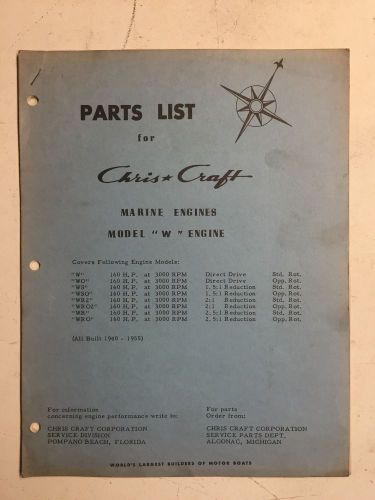 PARTS LIST
for
Chris★Craft
MARINE ENGINES
MODEL "W" ENGINE
Covers Following Engine Models:
"W" 160 H.P. at 3000 RPM Direct Drive Std. Rot.
"WO" 160 H.P. at 3000 RPM Direct Drive Opp. Rot.
"WS" 160 H.P. at 3000 RPM 1.5:1 Reduction Std. Rot.
"WSO" 160 H.P. at 3000 RPM 1.5:1 Reduction Opp. Rot.
"WR2" 160 H.P. at 3000 RPM 2:1 Reduction Std. Rot.
"WRO2" 160 H.P. at 3000 RPM 2:1 Reduction Opp. Rot.
"WR" 160 H.P. at 3000 RPM 2.5:1 Reduction Std. Rot.
"WRO" 160 H.P. at 3000 RPM 2.5:1 Reduction Opp. Rot.
(All Built 1940 - 1955)
For information For parts
concerning engine performance write to: Order from:
CHRIS CRAFT CORPORATION CHRIS CRAFT CORPORATION
SERVICE DIVISION SERVICE PARTS DEPT.
POMPANO BEACH, FLORIDA ALGONAC, MICHIGAN
WORLD'S LARGEST BUILDERS OF MOTOR BOATS